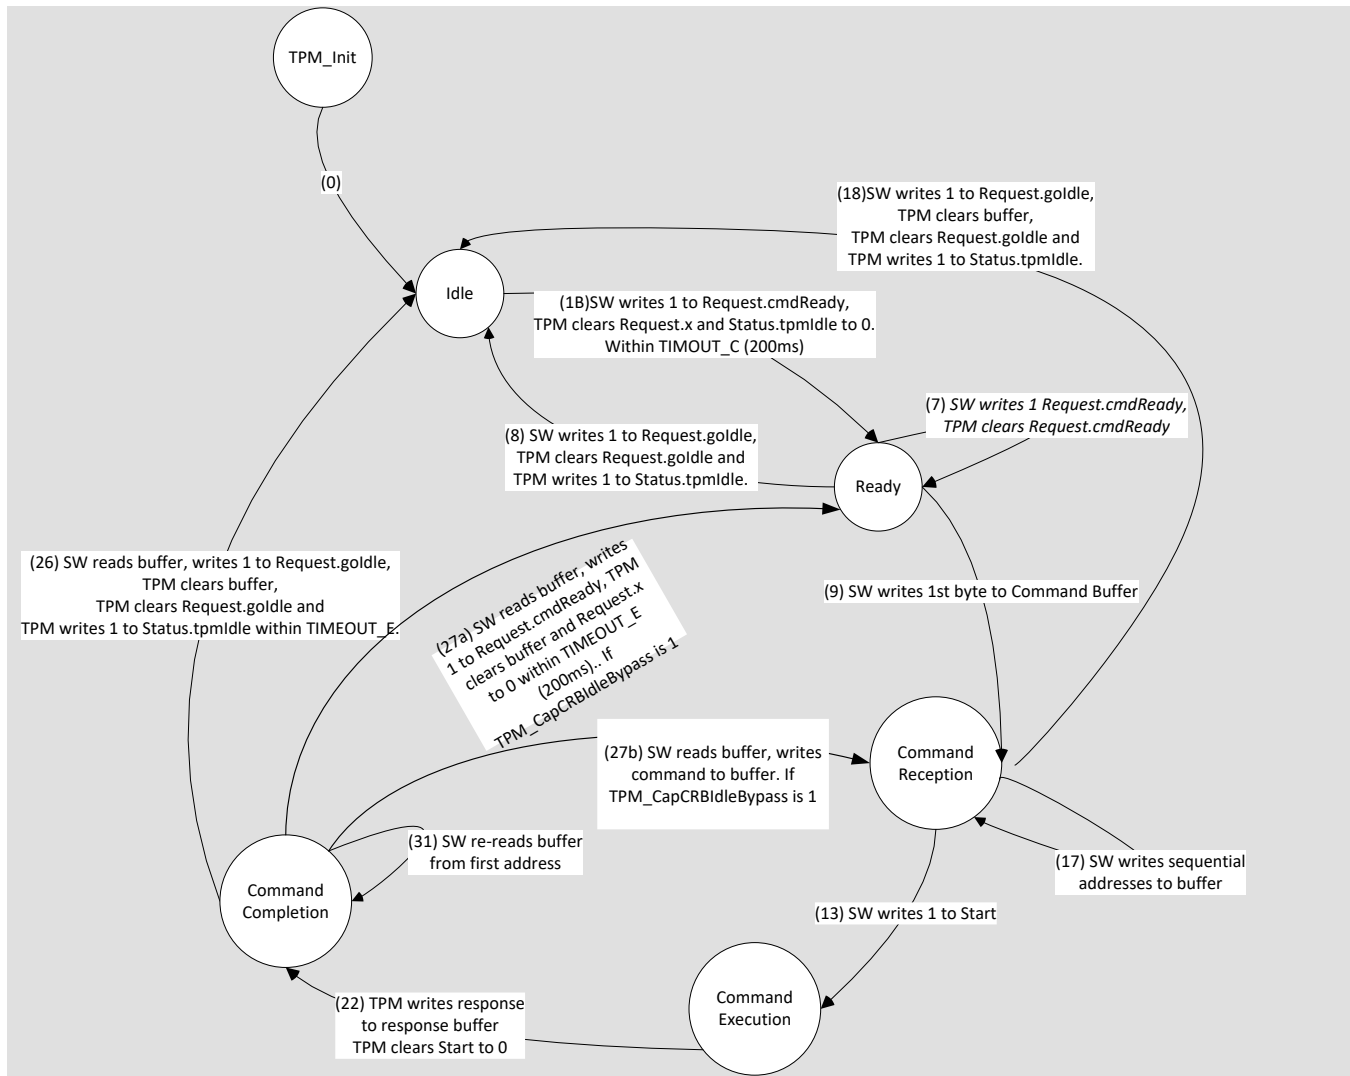 TPM_Init
(0)
(18)SW writes 1 to Request.goIdle,
TPM clears buffer,
TPM clears Request.goIdle and
TPM writes 1 to Status.tpmIdle.
Idle
(1B)SW writes 1 to Request.cmdReady,
TPM clears Request.x and Status.tpmIdle to 0.
Within TIMOUT_C (200ms)
(7) SW writes 1 Request.cmdReady,
TPM clears Request.cmdReady
(8) SW writes 1 to Request.goIdle,
TPM clears Request.goIdle and
TPM writes 1 to Status.tpmIdle.
Ready
(26) SW reads buffer, writes 1 to Request.goIdle,
TPM clears buffer,
TPM clears Request.goIdle and
TPM writes 1 to Status.tpmIdle within TIMEOUT_E.
(27a) SW reads buffer, writes
1 to Request.cmdReady, TPM
clears buffer and Request.x
to 0 within TIMEOUT_E
(200ms).. If
TPM_CapCRBIdleBypass is 1
(9) SW writes 1st byte to Command Buffer
(27b) SW reads buffer, writes
command to buffer. If
TPM_CapCRBIdleBypass is 1
Command
Reception
(31) SW re-reads buffer
from first address
(17) SW writes sequential
addresses to buffer
Command
Completion
(13) SW writes 1 to Start
Command
Execution
(22) TPM writes response
to response buffer
TPM clears Start to 0